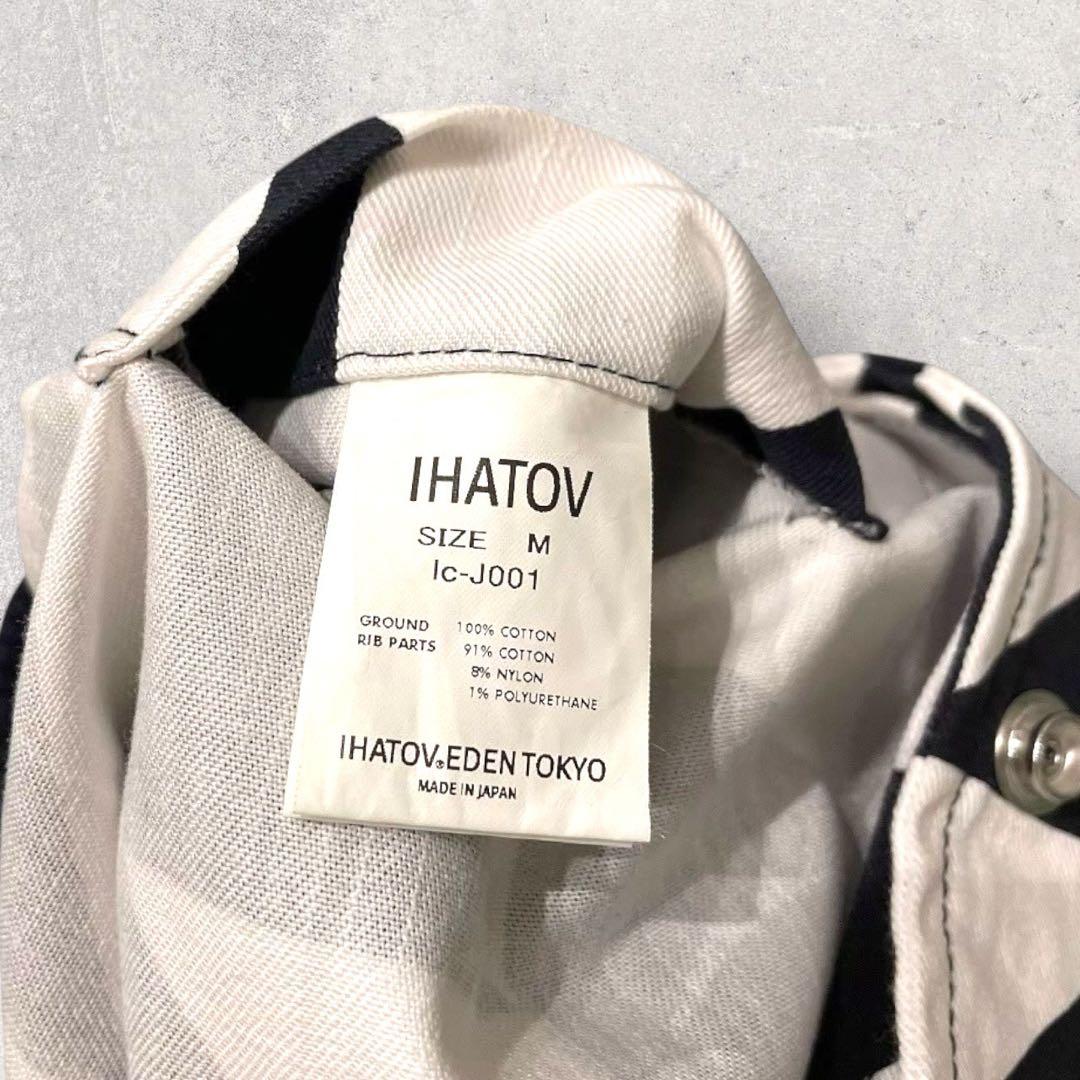 IHATOV
SIZE M
Ic-J001
GROUND 100% COTTON
RIB PARTS 91% COTTON
8% NYLON
1% POLYURETHANE
IHATOV®EDEN TOKYO
MADE IN JAPAN